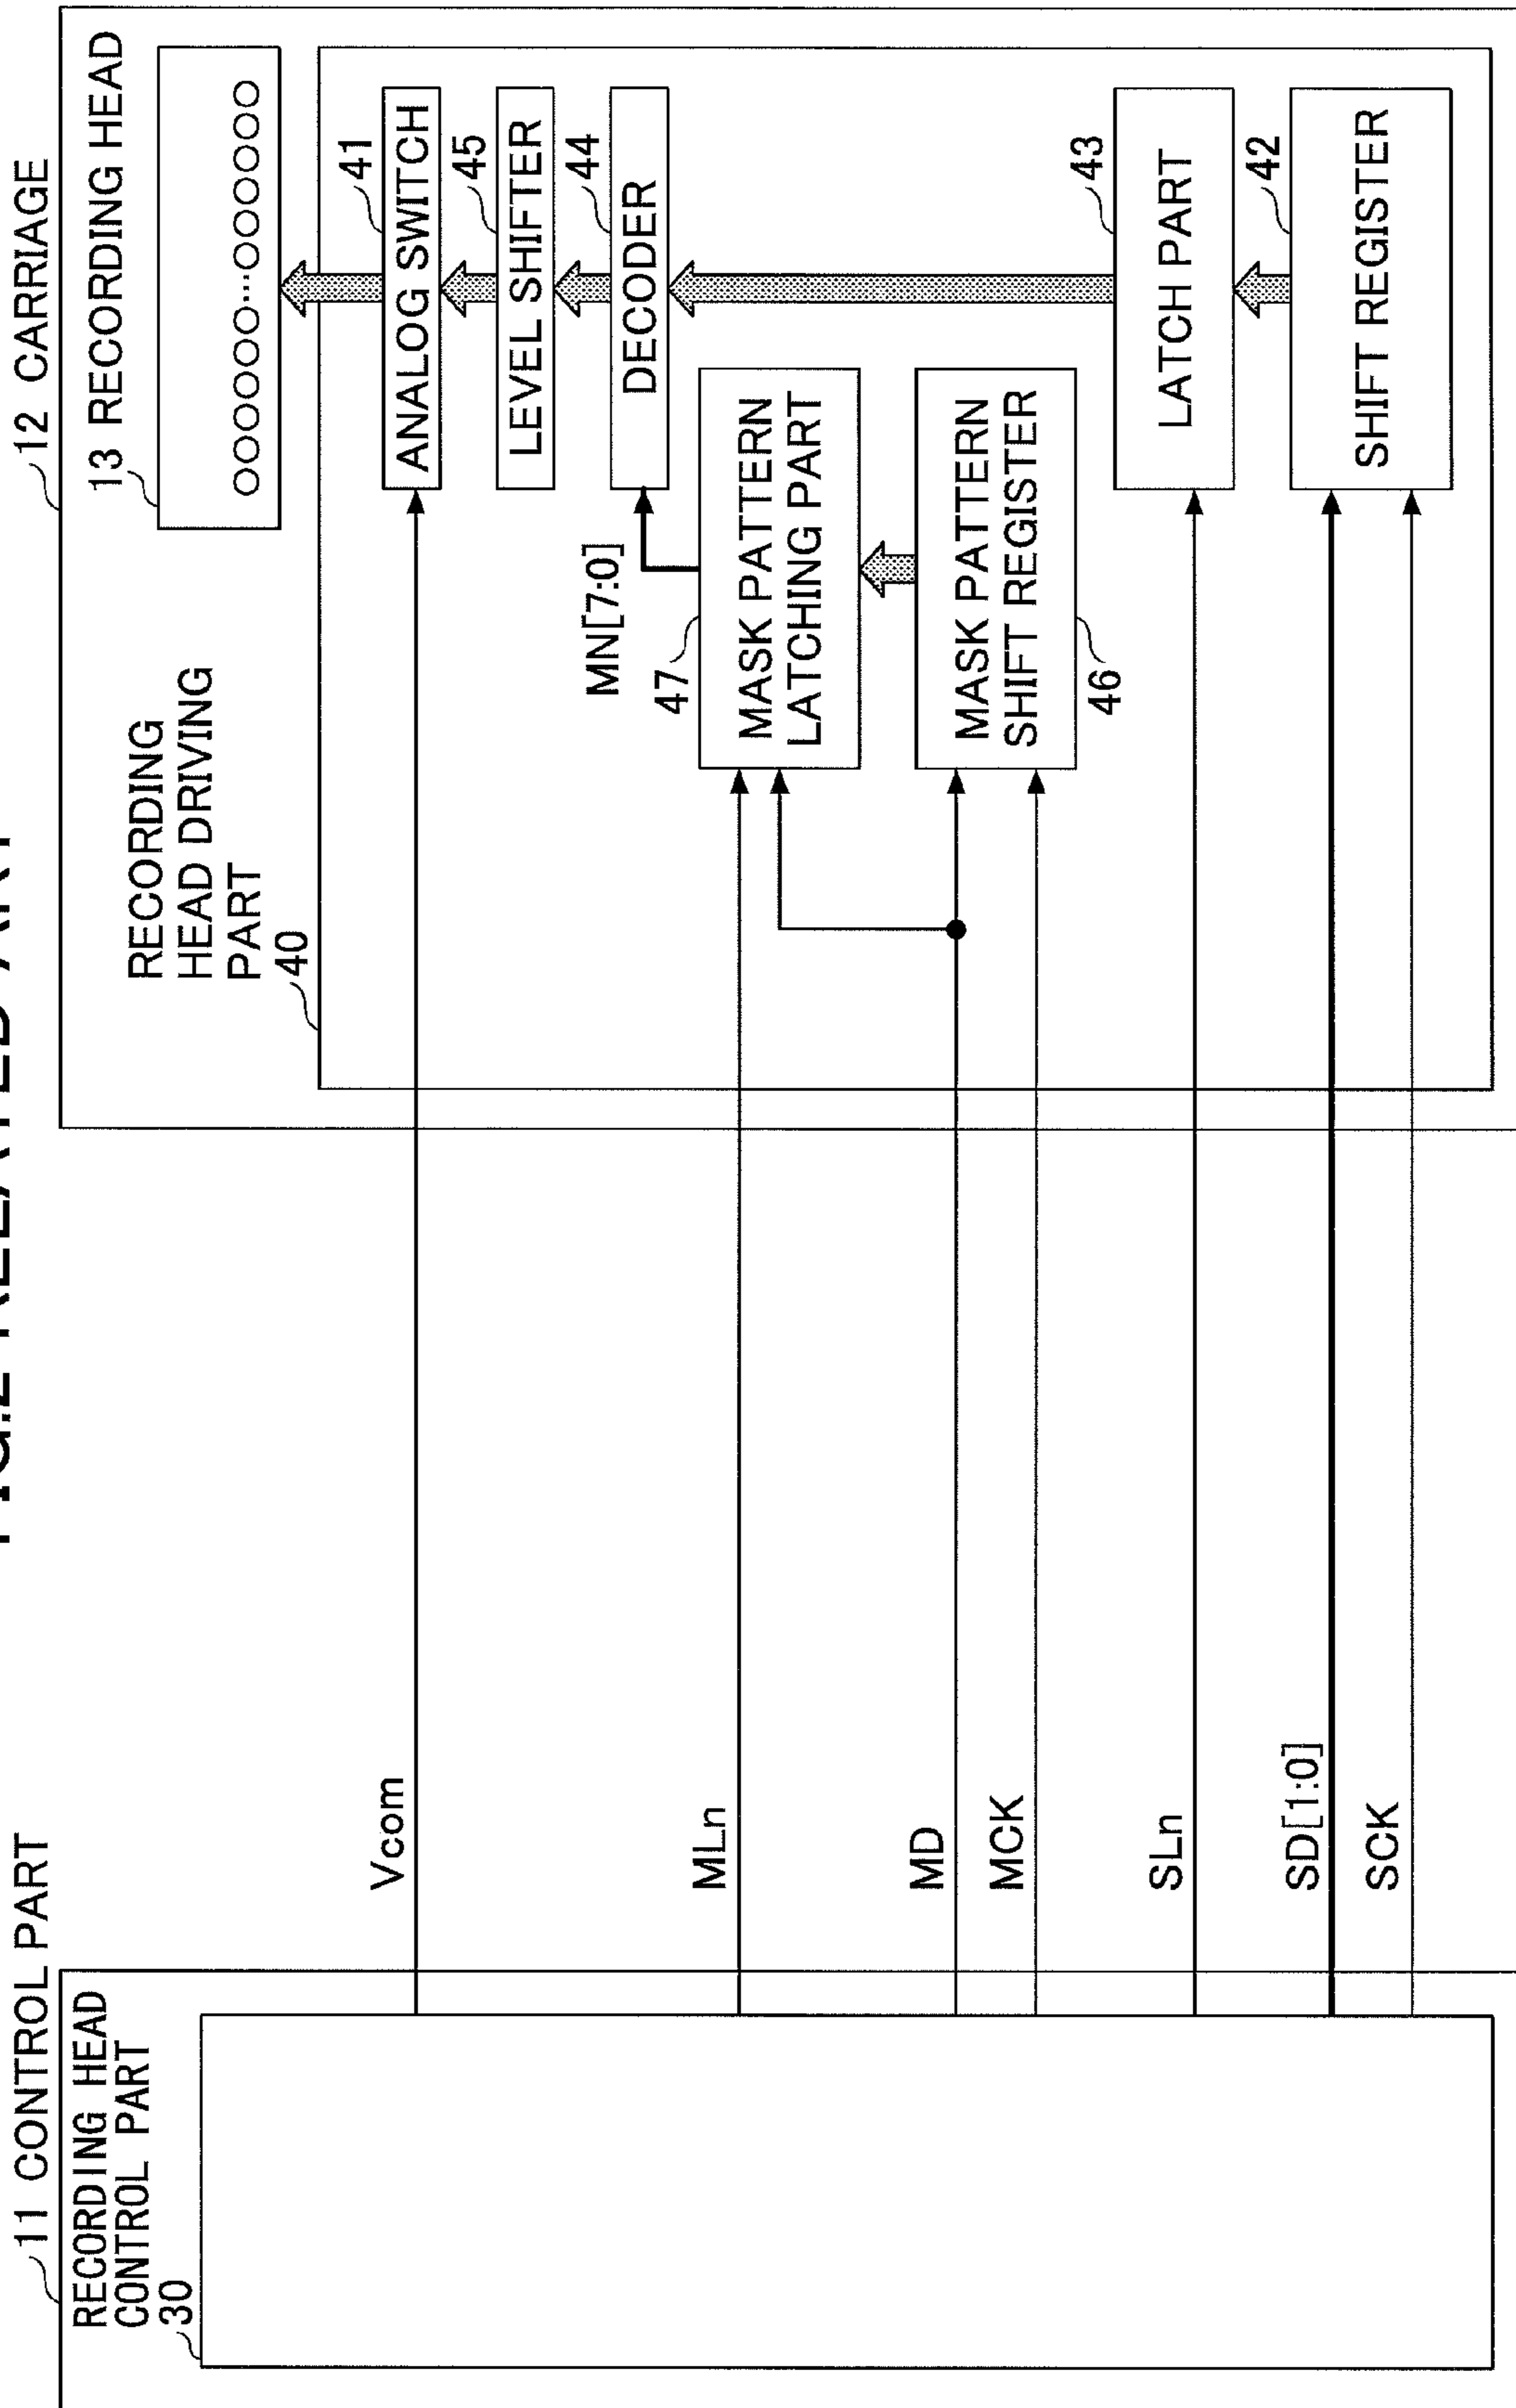 FIG.2 RELATED ART
11 CONTROL PART
RECORDING HEAD
CONTROL PART
30
Vcom
MLn
MD
MCK
SLn
SD[1:0]
SCK
12 CARRIAGE
13 RECORDING HEAD
RECORDING
HEAD DRIVING
PART
40
ANALOG SWITCH
41
LEVEL SHIFTER
45
DECODER
44
MN[7:0]
47
MASK PATTERN
LATCHING PART
MASK PATTERN
SHIFT REGISTER
46
LATCH PART
43
SHIFT REGISTER
42